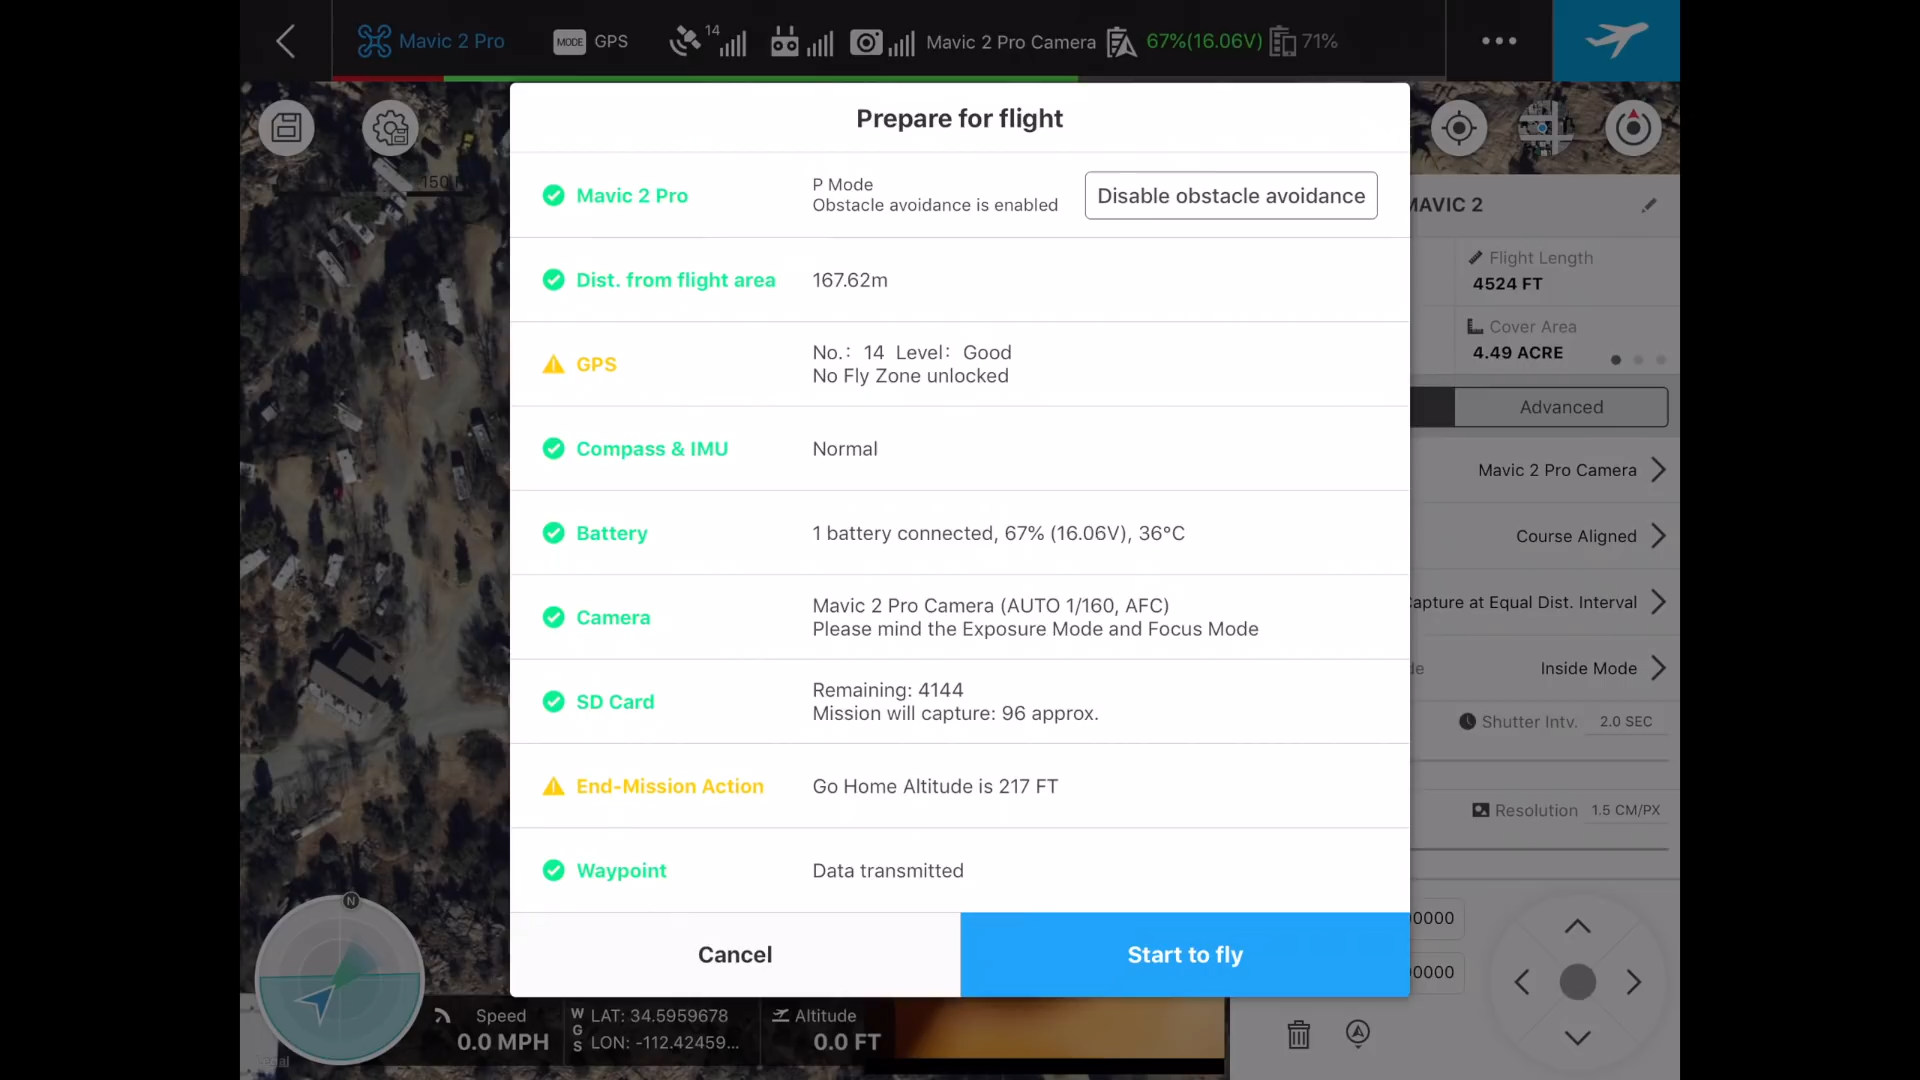 Mavic 2 Pro
MODE GPS
14
Mavic 2 Pro Camera
67%(16.06V)
71%
Prepare for flight
Mavic 2 Pro
P Mode
Obstacle avoidance is enabled
Disable obstacle avoidance
Dist. from flight area
167.62m
GPS
No.: 14 Level: Good
No Fly Zone unlocked
Compass & IMU
Normal
Battery
1 battery connected, 67% (16.06V), 36°C
Camera
Mavic 2 Pro Camera (AUTO 1/160, AFC)
Please mind the Exposure Mode and Focus Mode
SD Card
Remaining: 4144
Mission will capture: 96 approx.
End-Mission Action
Go Home Altitude is 217 FT
Waypoint
Data transmitted
Cancel
Start to fly
MAVIC 2
Flight Length
4524 FT
Cover Area
4.49 ACRE
Advanced
Mavic 2 Pro Camera
Course Aligned
Capture at Equal Dist. Interval
Inside Mode
Shutter Intv. 2.0 SEC
Resolution 1.5 CM/PX
0000
0000
N
Speed
0.0 MPH
WGS
LAT: 34.5959678
LON: -112.42459...
Altitude
0.0 FT